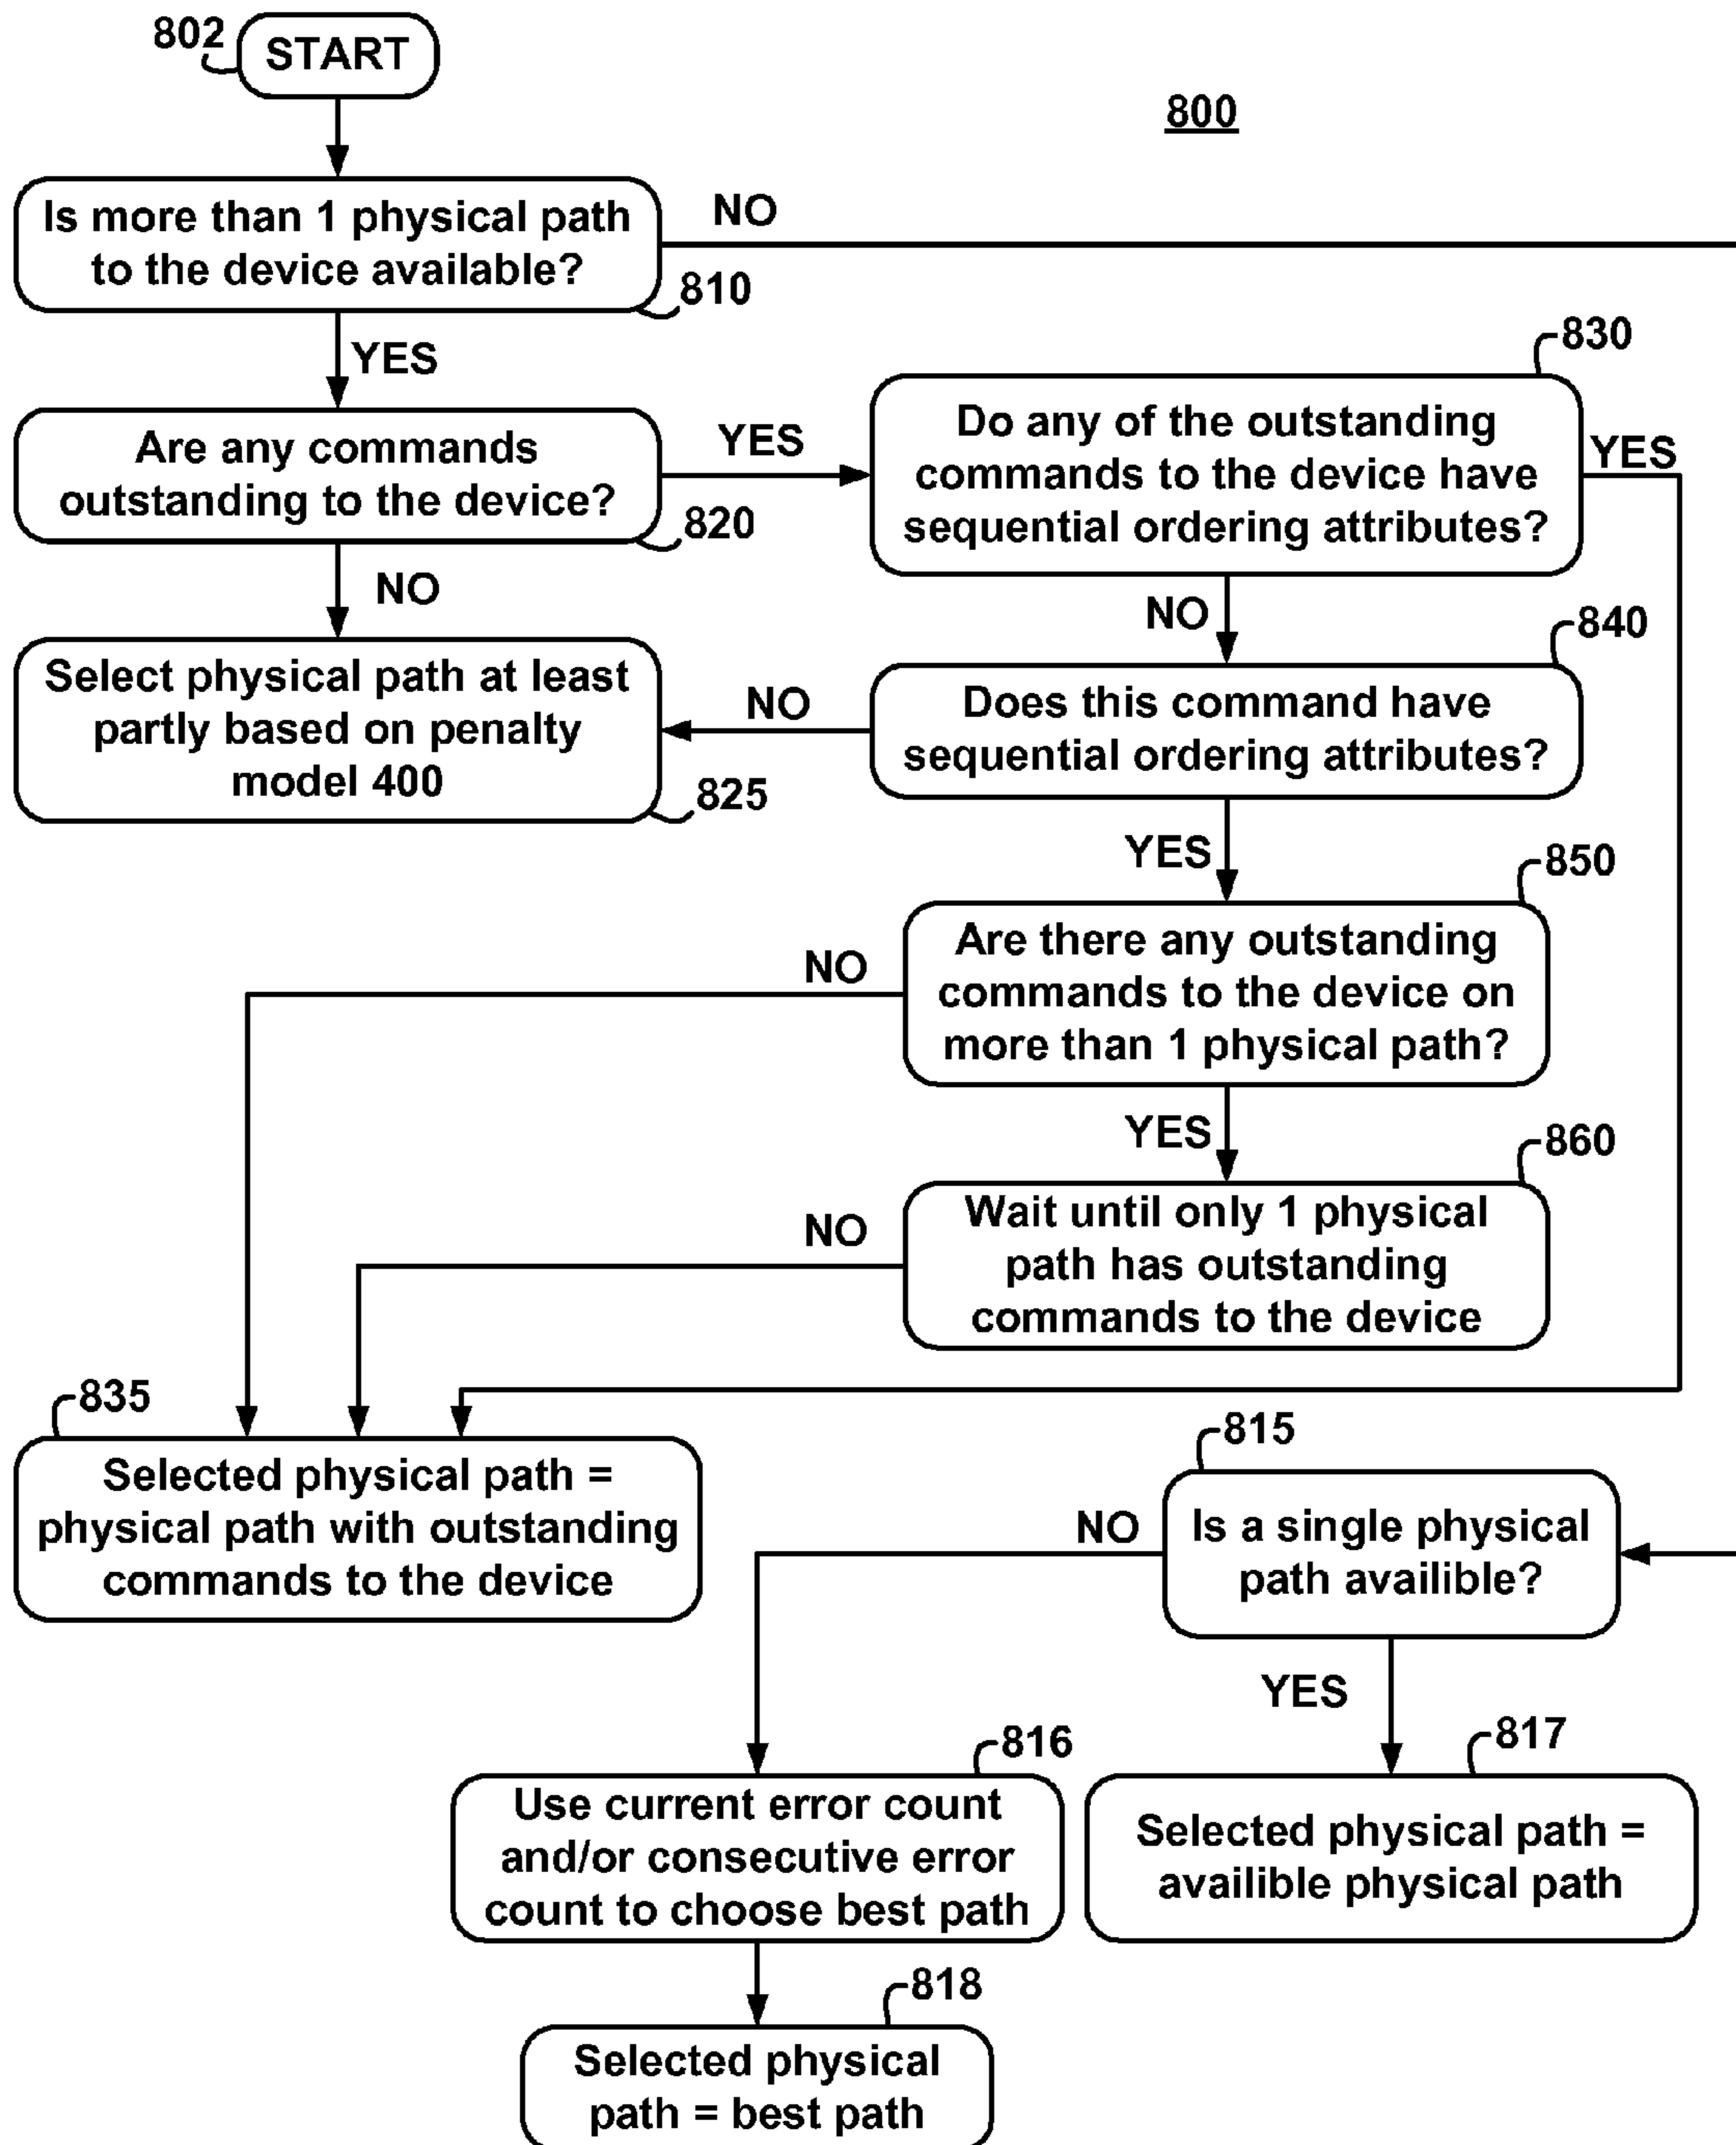 802
START
800
Is more than 1 physical path
to the device available?
NO
810
YES
830
Are any commands
outstanding to the device?
YES
820
Do any of the outstanding
commands to the device have
sequential ordering attributes?
YES
NO
NO
840
Select physical path at least
partly based on penalty
model 400
825
NO
Does this command have
sequential ordering attributes?
YES
850
Are there any outstanding
commands to the device on
more than 1 physical path?
NO
YES
860
Wait until only 1 physical
path has outstanding
commands to the device
NO
835
Selected physical path =
physical path with outstanding
commands to the device
815
Is a single physical
path availible?
NO
YES
816
Use current error count
and/or consecutive error
count to choose best path
817
Selected physical path =
availible physical path
818
Selected physical
path = best path